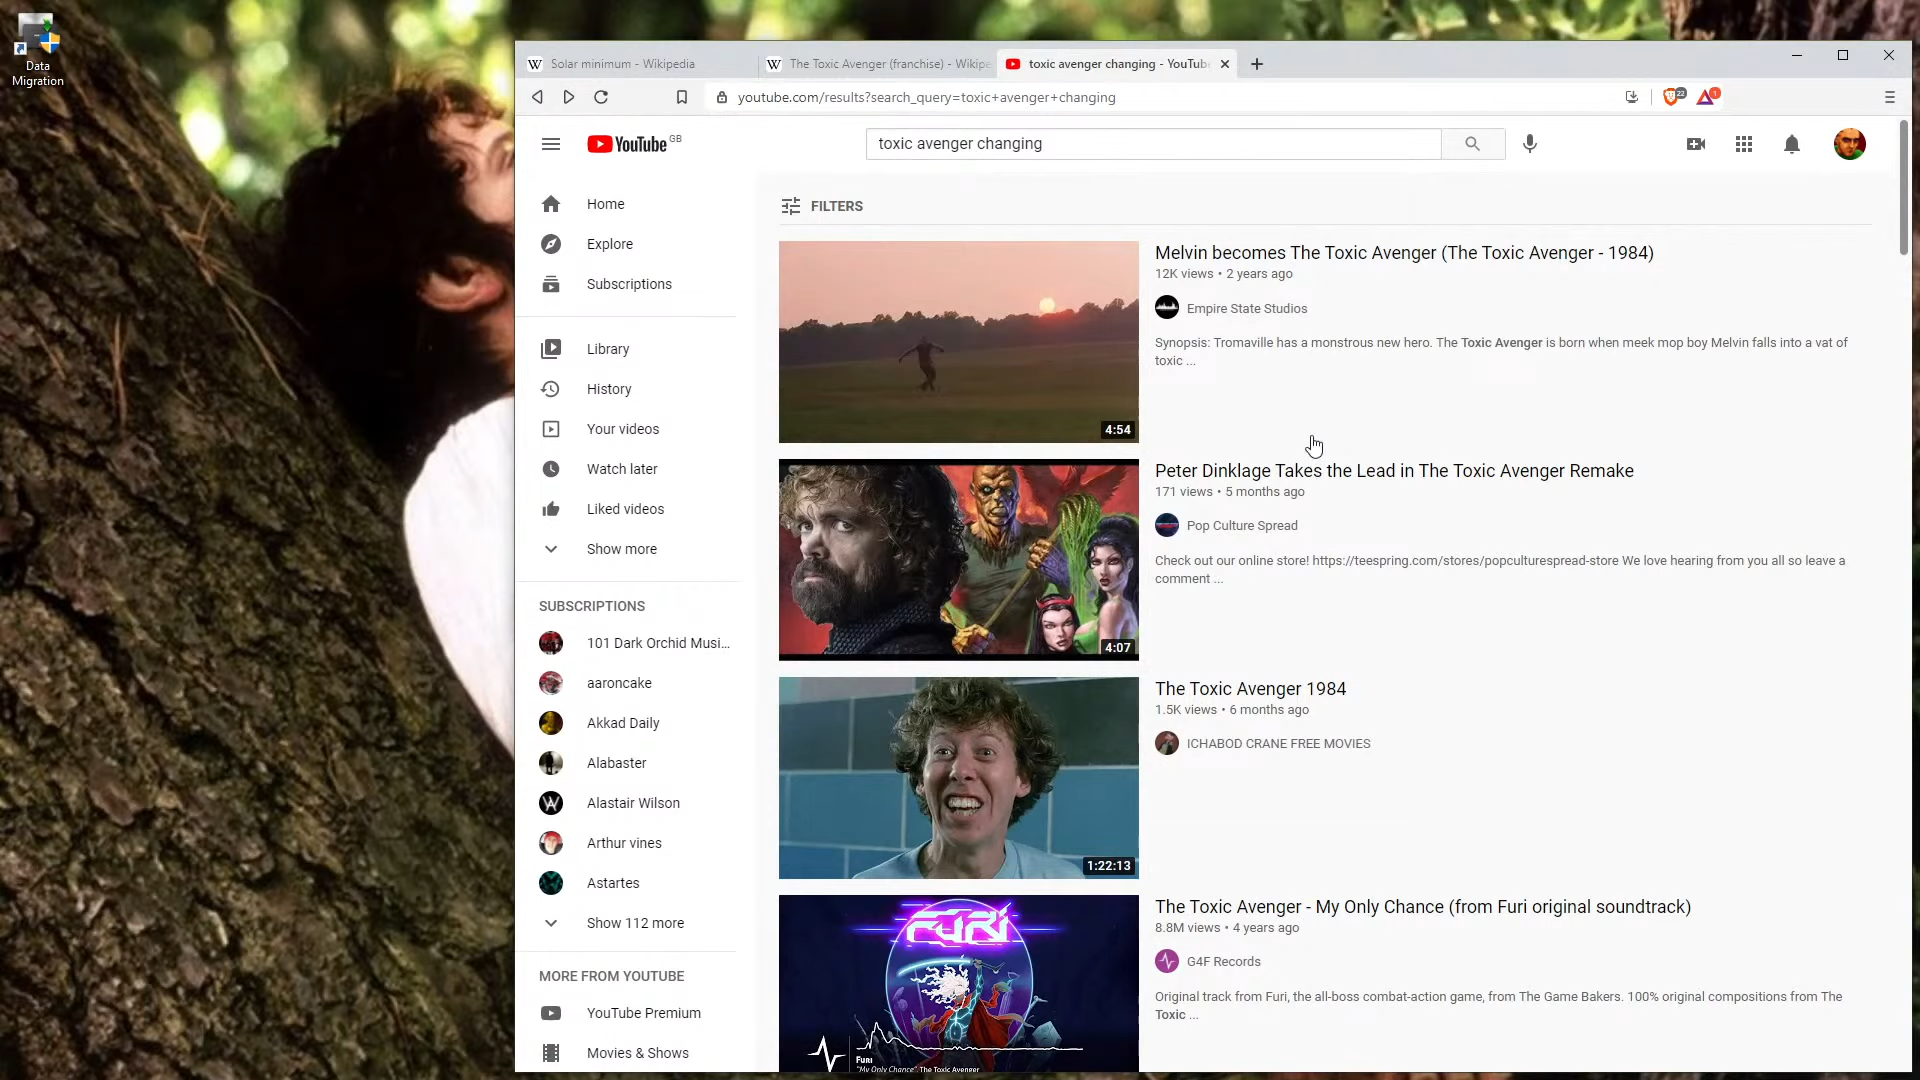 Data
Migration
Solar minimum - Wikipedia
The Toxic Avenger (franchise) - Wikipe
toxic avenger changing - YouTube
youtube.com/results?search_query=toxic+avenger+changing
22
1
YouTube GB
toxic avenger changing
Home
Explore
Subscriptions
Library
History
Your videos
Watch later
Liked videos
Show more
SUBSCRIPTIONS
101 Dark Orchid Musi...
aaroncake
Akkad Daily
Alabaster
Alastair Wilson
Arthur vines
Astartes
Show 112 more
MORE FROM YOUTUBE
YouTube Premium
Movies & Shows
FILTERS
4:54
Melvin becomes The Toxic Avenger (The Toxic Avenger - 1984)
12K views • 2 years ago
Empire State Studios
Synopsis: Tromaville has a monstrous new hero. The Toxic Avenger is born when meek mop boy Melvin falls into a vat of
toxic ...
4:07
Peter Dinklage Takes the Lead in The Toxic Avenger Remake
171 views • 5 months ago
Pop Culture Spread
Check out our online store! https://teespring.com/stores/popculturespread-store We love hearing from you all so leave a
comment ...
1:22:13
The Toxic Avenger 1984
1.5K views • 6 months ago
ICHABOD CRANE FREE MOVIES
FURI
Furi
"My Only Chance" The Toxic Avenger
The Toxic Avenger - My Only Chance (from Furi original soundtrack)
8.8M views • 4 years ago
G4F Records
Original track from Furi, the all-boss combat-action game, from The Game Bakers. 100% original compositions from The
Toxic ...